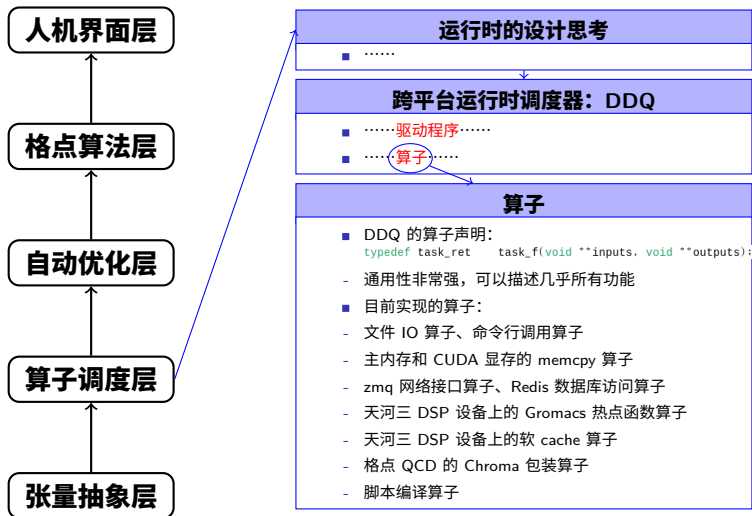 人机界面层
格点算法层
自动优化层
算子调度层
张量抽象层
运行时的设计思考
■ ……
跨平台运行时调度器：DDQ
■ ……驱动程序……
■ ……算子……
算子
■ DDQ 的算子声明：
typedef task_ret task_f(void **inputs, void **outputs);
- 通用性非常强，可以描述几乎所有功能
■ 目前实现的算子：
- 文件 IO 算子、命令行调用算子
- 主内存和 CUDA 显存的 memcpy 算子
- zmq 网络接口算子、Redis 数据库访问算子
- 天河三 DSP 设备上的 Gromacs 热点函数算子
- 天河三 DSP 设备上的软 cache 算子
- 格点 QCD 的 Chroma 包装算子
- 脚本编译算子